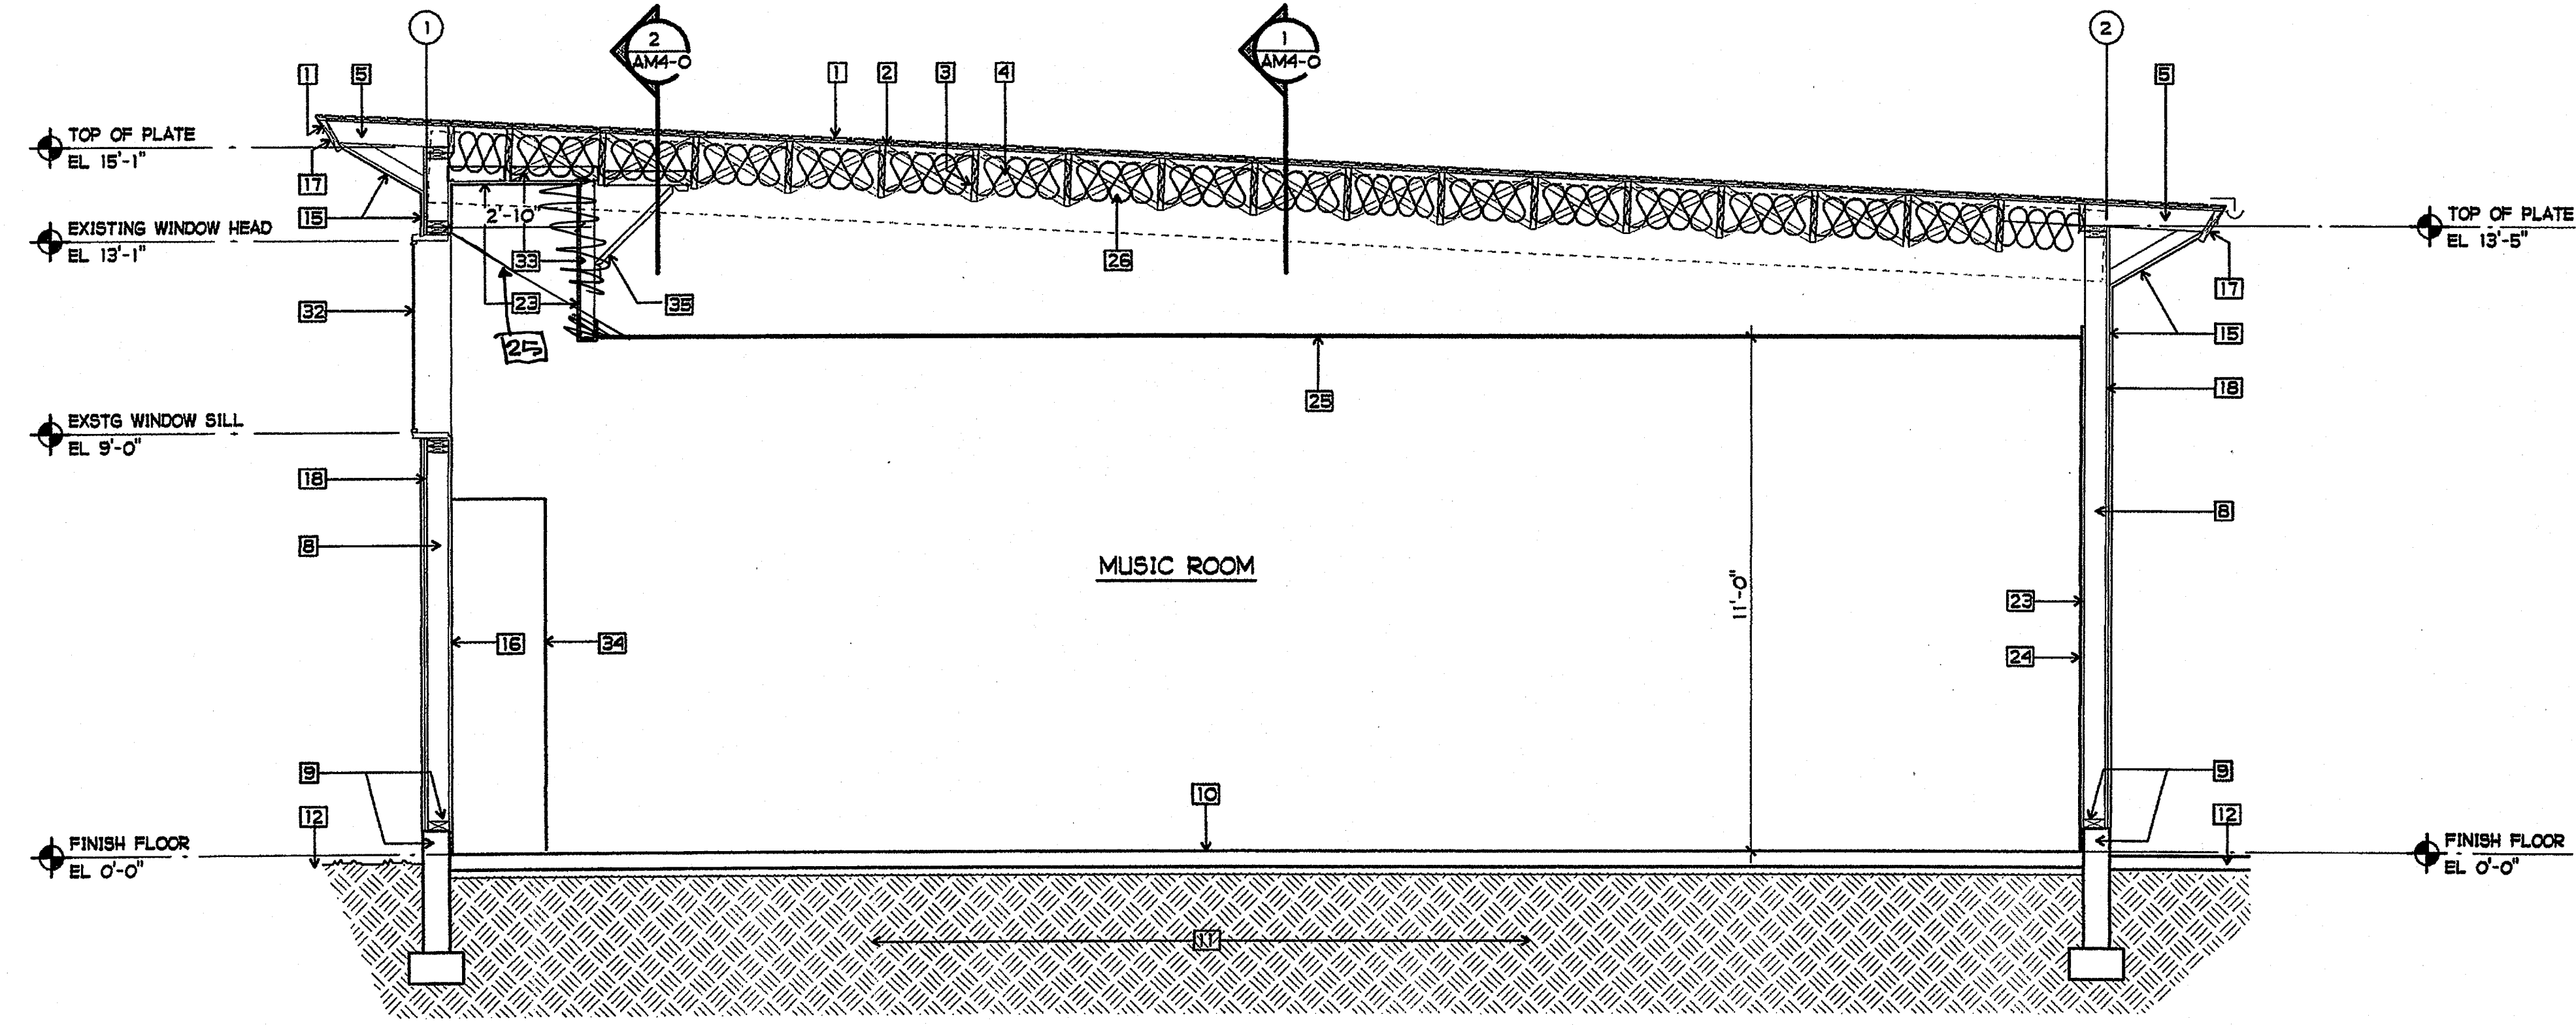 1
2
AM4-0
1
AM4-0
2
1
5
1
2
3
4
5
TOP OF PLATE
EL 15'-1"
17
15
EXISTING WINDOW HEAD
EL 13'-1"
2'-10"
33
23
35
25
26
TOP OF PLATE
EL 13'-5"
17
15
32
25
18
EXSTG WINDOW SILL
EL 9'-0"
18
8
8
MUSIC ROOM
11'-0"
16
34
23
24
9
9
10
12
12
FINISH FLOOR
EL 0'-0"
FINISH FLOOR
EL 0'-0"
11